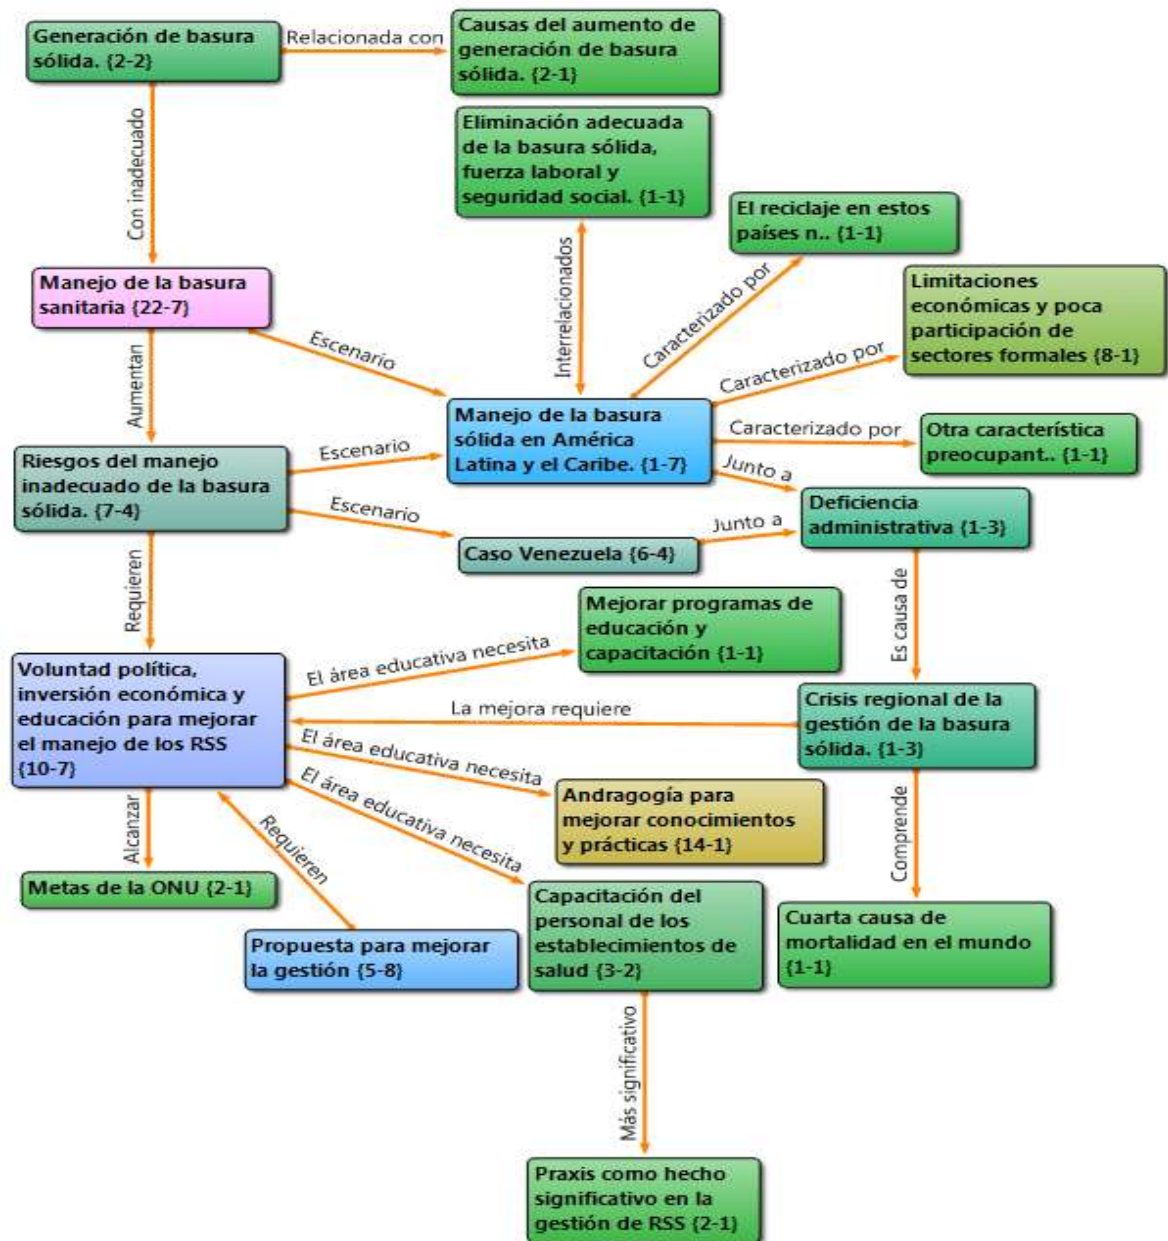 Generación de basura
sólida. {2-2}
Relacionada con
Causas del aumento de
generación de basura
sólida. {2-1}
Con inadecuado
Eliminación adecuada
de la basura sólida,
fuerza laboral y
seguridad social. {1-1}
El reciclaje en estos
países n.. {1-1}
Manejo de la basura
sanitaria {22-7}
Interrelacionados
Caracterizado por
Limitaciones
económicas y poca
participación de
sectores formales {8-1}
Escenario
Caracterizado por
Aumentan
Manejo de la basura
sólida en América
Latina y el Caribe. {1-7}
Caracterizado por
Otra característica
preocupant.. {1-1}
Riesgos del manejo
inadecuado de la basura
sólida. {7-4}
Escenario
Junto a
Escenario
Deficiencia
administrativa {1-3}
Caso Venezuela {6-4}
Junto a
Requieren
Es causa de
Mejorar programas de
educación y
capacitación {1-1}
El área educativa necesita
Voluntad política,
inversión económica y
educación para mejorar
el manejo de los RSS
{10-7}
La mejora requiere
Crisis regional de la
gestión de la basura
sólida. {1-3}
El área educativa necesita
Andragogía para
mejorar conocimientos
y prácticas {14-1}
El área educativa necesita
Alcanzar
Requieren
Comprende
Metas de la ONU {2-1}
Capacitación del
personal de los
establecimientos de
salud {3-2}
Propuesta para mejorar
la gestión {5-8}
Cuarta causa de
mortalidad en el mundo
{1-1}
Más significativo
Praxis como hecho
significativo en la
gestión de RSS {2-1}